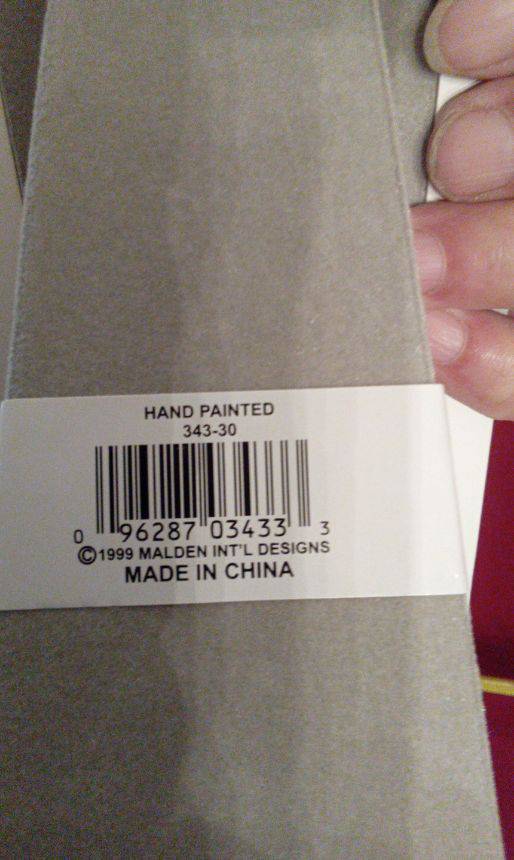 HAND PAINTED
343-30
0 96287 03433 3
©1999 MALDEN INT'L DESIGNS
MADE IN CHINA